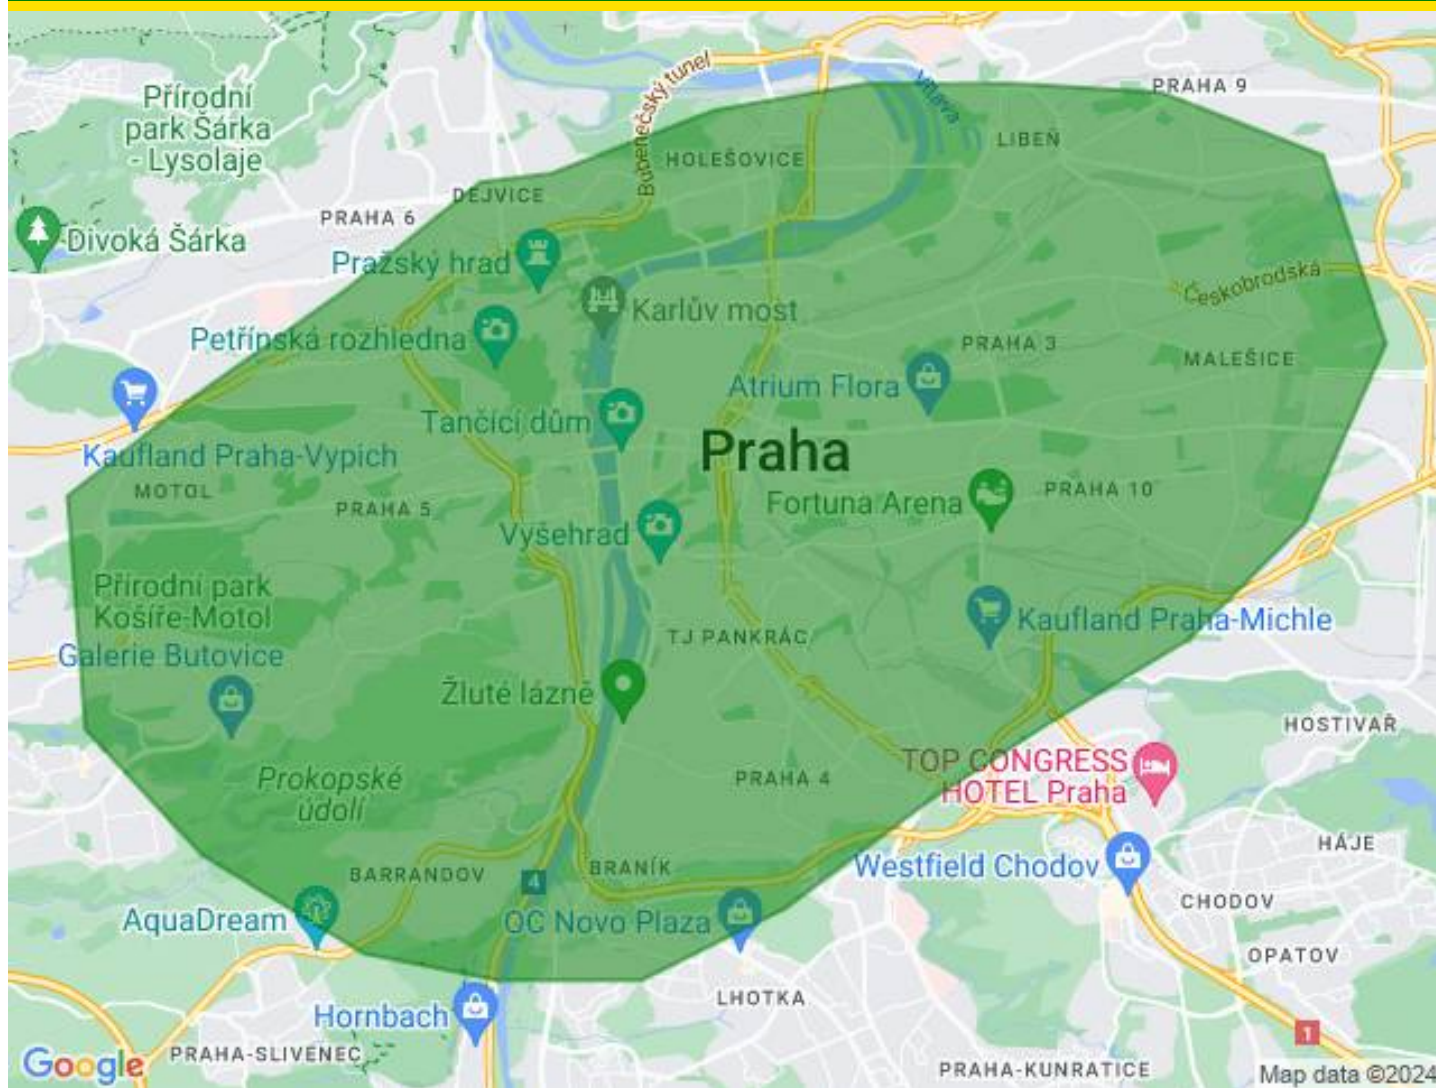 Bubenečský tunel
Vltava
PRAHA 9
Přírodní
park Šárka
- Lysolaje
LIBEŇ
HOLEŠOVICE
DEJVICE
PRAHA 6
Divoká Šárka
Pražský hrad
Českobrodská
Karlův most
Petřínská rozhledna
PRAHA 3
MALEŠICE
Atrium Flora
Tančící dům
Praha
Kaufland Praha-Vypich
MOTOL
PRAHA 5
Fortuna Arena
PRAHA 10
Vyšehrad
Přírodní park
Košíře-Motol
Kaufland Praha-Michle
TJ PANKRÁC
Galerie Butovice
Žluté lázně
HOSTIVAŘ
TOP CONGRESS
HOTEL Praha
PRAHA 4
Prokopské
údolí
HÁJE
BARRANDOV
4
BRANÍK
Westfield Chodov
CHODOV
AquaDream
OC Novo Plaza
OPATOV
LHOTKA
Hornbach
1
PRAHA-SLIVENEC
Google
PRAHA-KUNRATICE
Map data ©2024